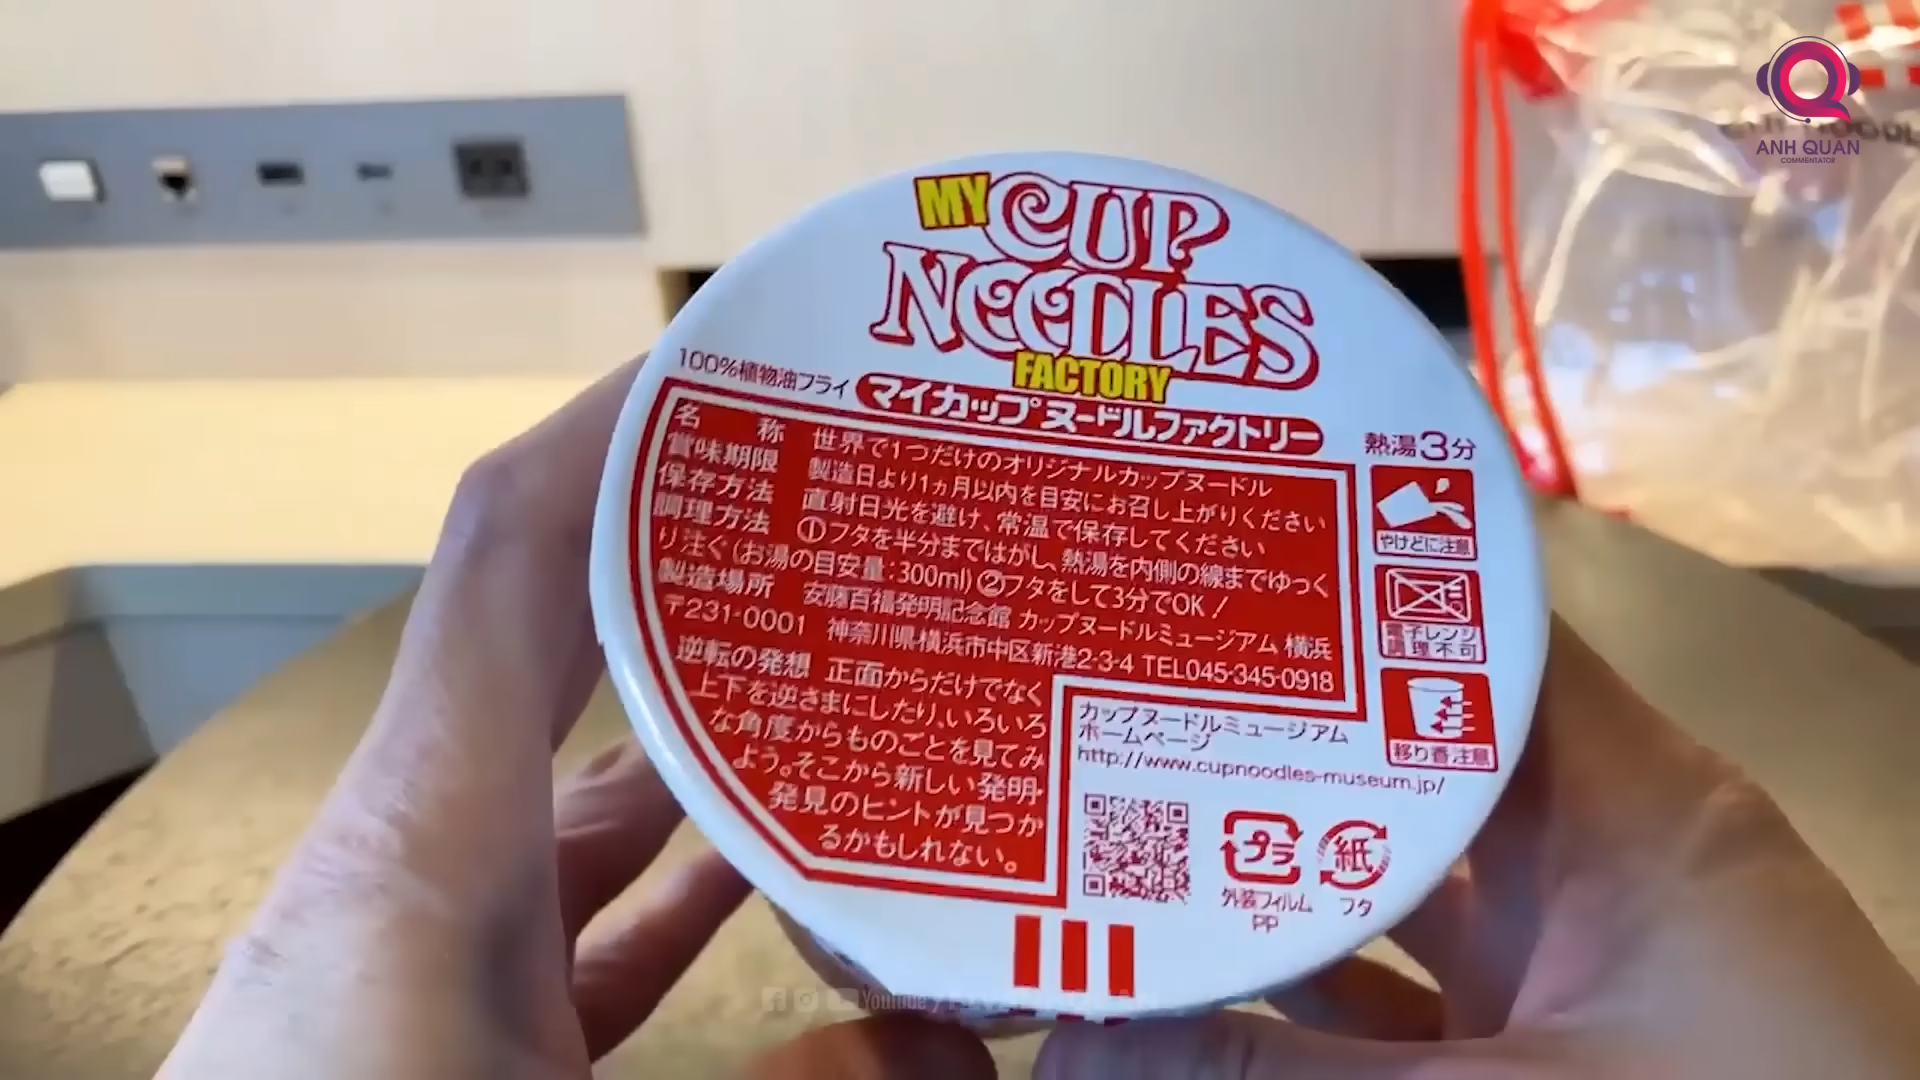 ANH QUAN
COMMENTATOR
MY CUP
NOODLES
FACTORY
100%植物油フライ
マイカップヌードルファクトリー
熱湯3分
名 称 世界で1つだけのオリジナルカップヌードル
賞味期限 製造日より1ヵ月以内を目安にお召し上がりください
保存方法 直射日光を避け、常温で保存してください
調理方法 ①フタを半分まではがし、熱湯を内側の線までゆっく
り注ぐ(お湯の目安量:300ml)②フタをして3分でOK!
製造場所 安藤百福発明記念館 カップヌードルミュージアム 横浜
〒231-0001 神奈川県横浜市中区新港2-3-4 TEL045-345-0918
逆転の発想 正面からだけでなく
上下を逆さまにしたり、いろいろ
な角度からものごとを見てみ
よう。そこから新しい発明・
発見のヒントが見つか
るかもしれない。
やけどに注意
電子レンジ
調理不可
移り香注意
カップヌードルミュージアム
ホームページ
http://www.cupnoodles-museum.jp/
プラ
紙
外装フィルム
PP
フタ
Youtube